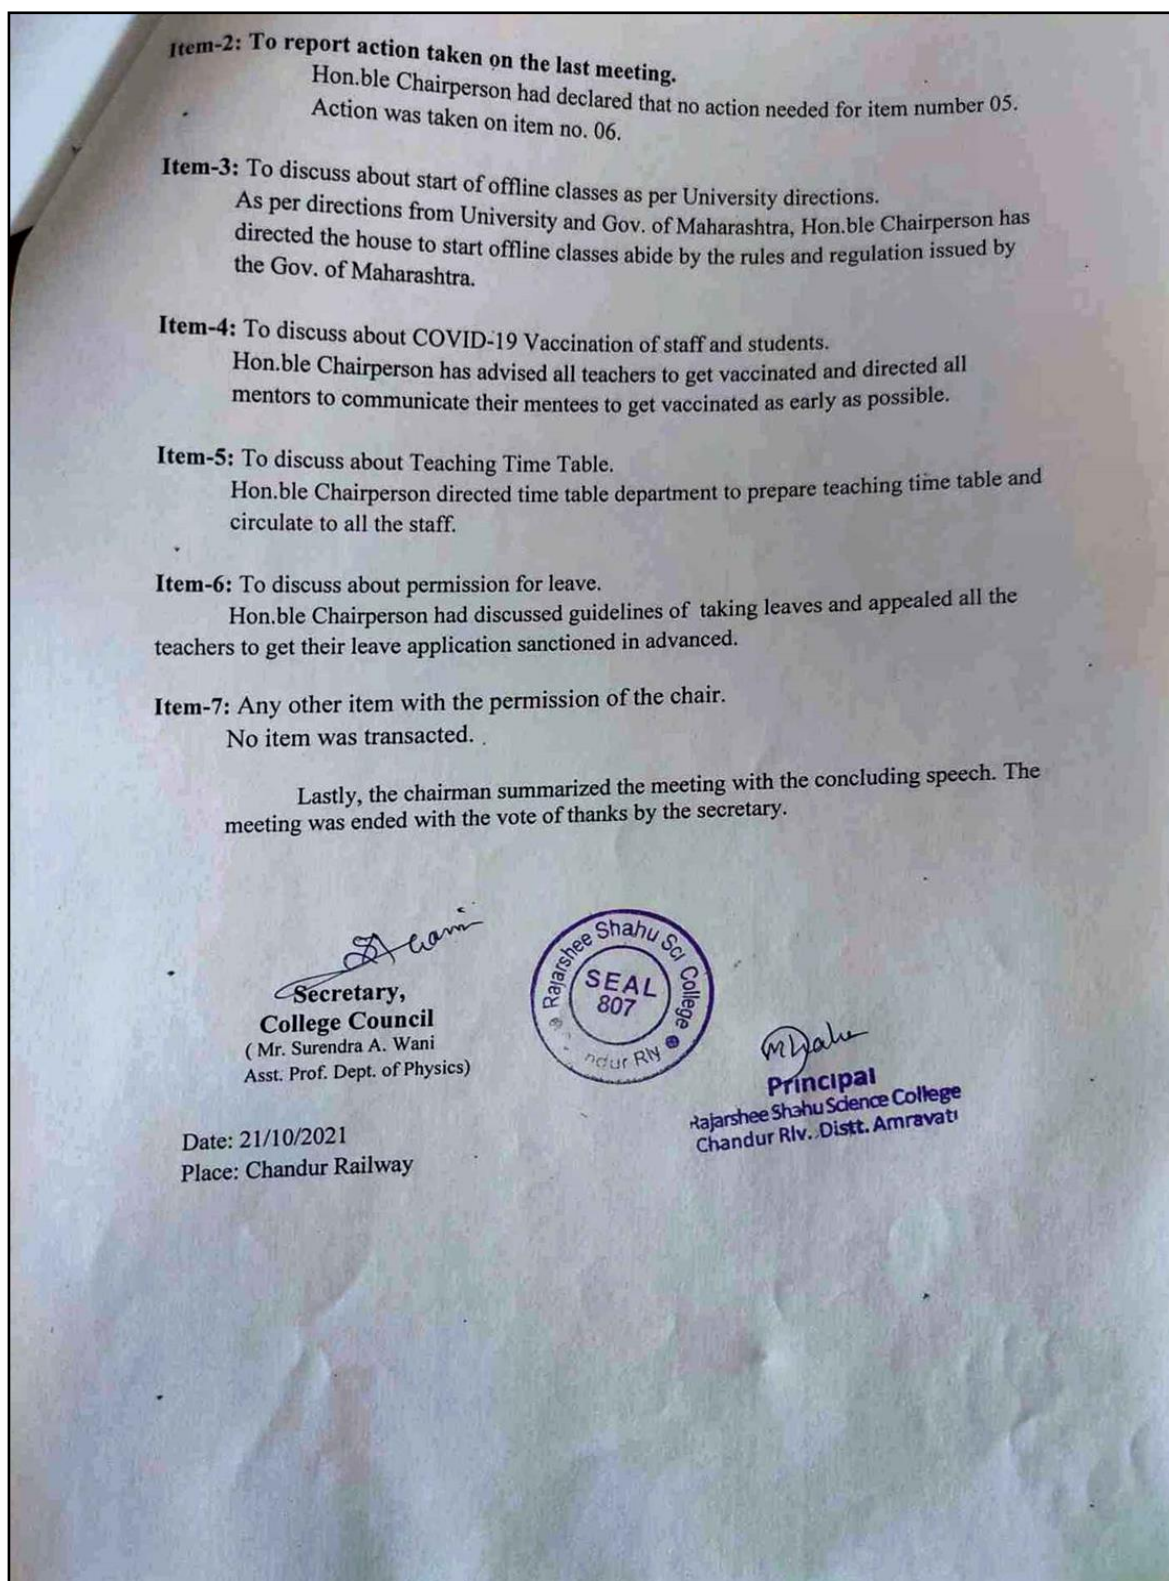 Item-2: To report action taken on the last meeting.
Hon.ble Chairperson had declared that no action needed for item number 05.
Action was taken on item no. 06.
Item-3: To discuss about start of offline classes as per University directions.
As per directions from University and Gov. of Maharashtra, Hon.ble Chairperson has
directed the house to start offline classes abide by the rules and regulation issued by
the Gov. of Maharashtra.
Item-4: To discuss about COVID-19 Vaccination of staff and students.
Hon.ble Chairperson has advised all teachers to get vaccinated and directed all
mentors to communicate their mentees to get vaccinated as early as possible.
Item-5: To discuss about Teaching Time Table.
Hon.ble Chairperson directed time table department to prepare teaching time table and
circulate to all the staff.
Item-6: To discuss about permission for leave.
Hon.ble Chairperson had discussed guidelines of taking leaves and appealed all the
teachers to get their leave application sanctioned in advanced.
Item-7: Any other item with the permission of the chair.
No item was transacted.
Lastly, the chairman summarized the meeting with the concluding speech. The
meeting was ended with the vote of thanks by the secretary.
Secretary,
College Council
( Mr. Surendra A. Wani
Asst. Prof. Dept. of Physics)
Rajarshee Shahu Sci College
SEAL
807
ndur Rly
Principal
Rajarshee Shahu Science College
Chandur Rlv. Distt. Amravati
Date: 21/10/2021
Place: Chandur Railway